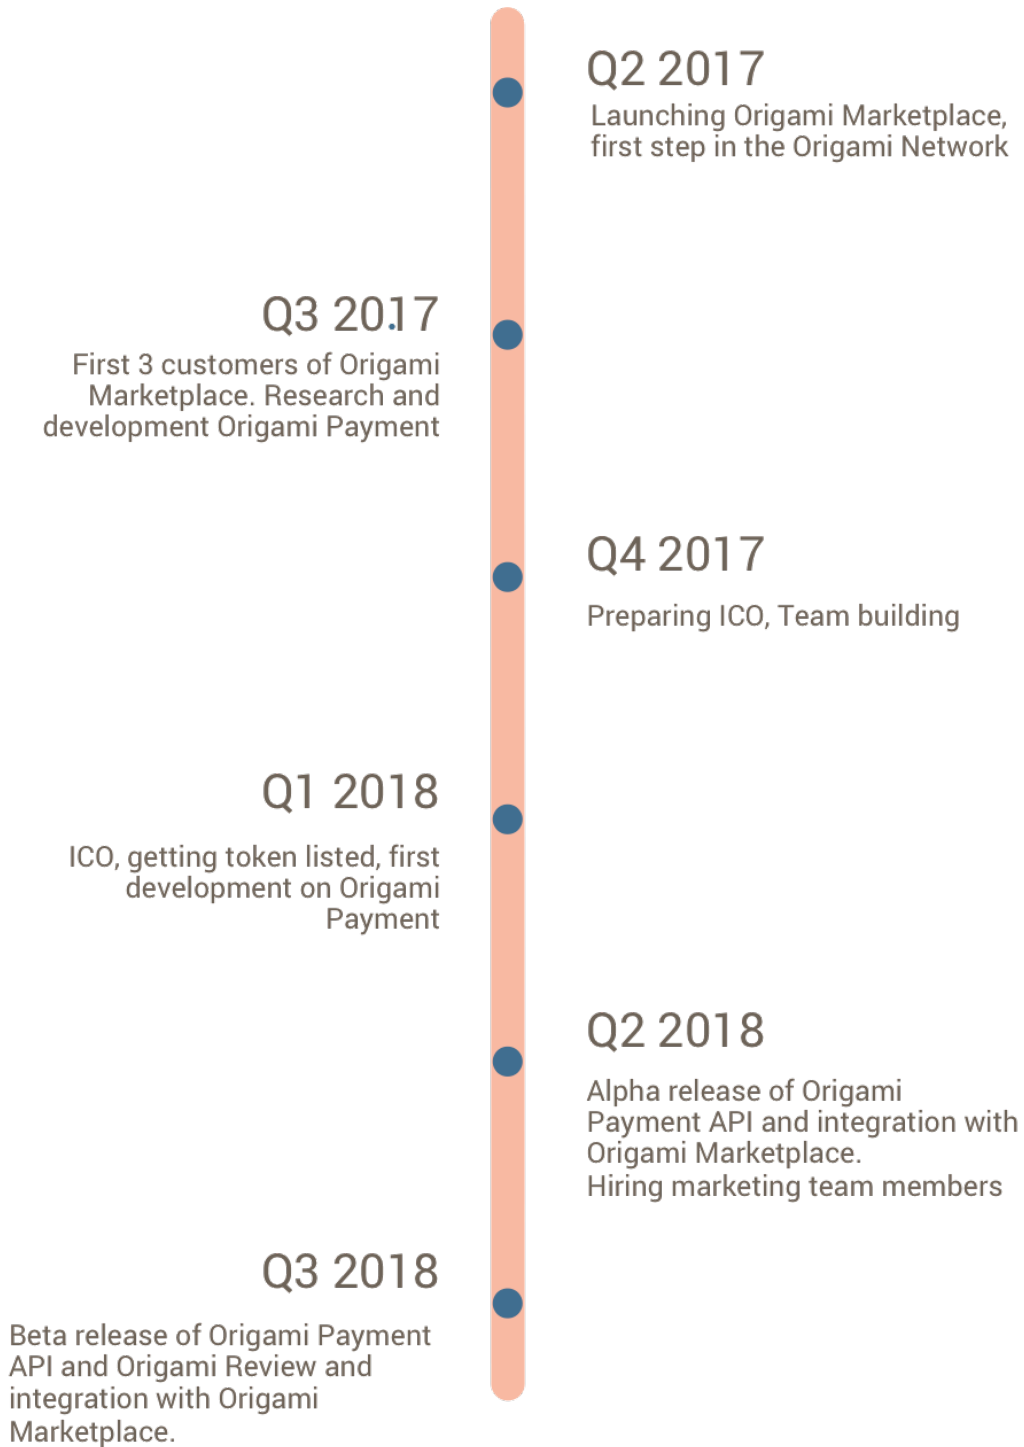 Q2 2017
Launching Origami Marketplace,
first step in the Origami Network
Q3 2017
First 3 customers of Origami
Marketplace. Research and
development Origami Payment
Q4 2017
Preparing ICO, Team building
Q1 2018
ICO, getting token listed, first
development on Origami
Payment
Q2 2018
Alpha release of Origami
Payment API and integration with
Origami Marketplace.
Hiring marketing team members
Q3 2018
Beta release of Origami Payment
API and Origami Review and
integration with Origami
Marketplace.